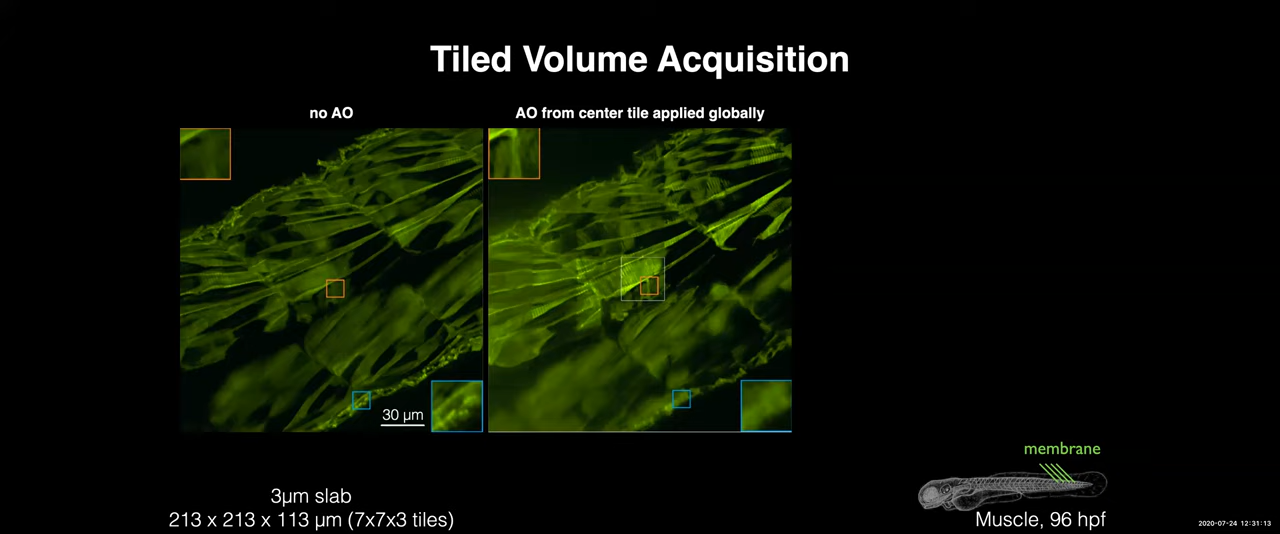 Tiled Volume Acquisition
no AO
AO from center tile applied globally
30 µm
membrane
3µm slab
213 x 213 x 113 µm (7x7x3 tiles)
Muscle, 96 hpf
2020-07-24 12:31:13